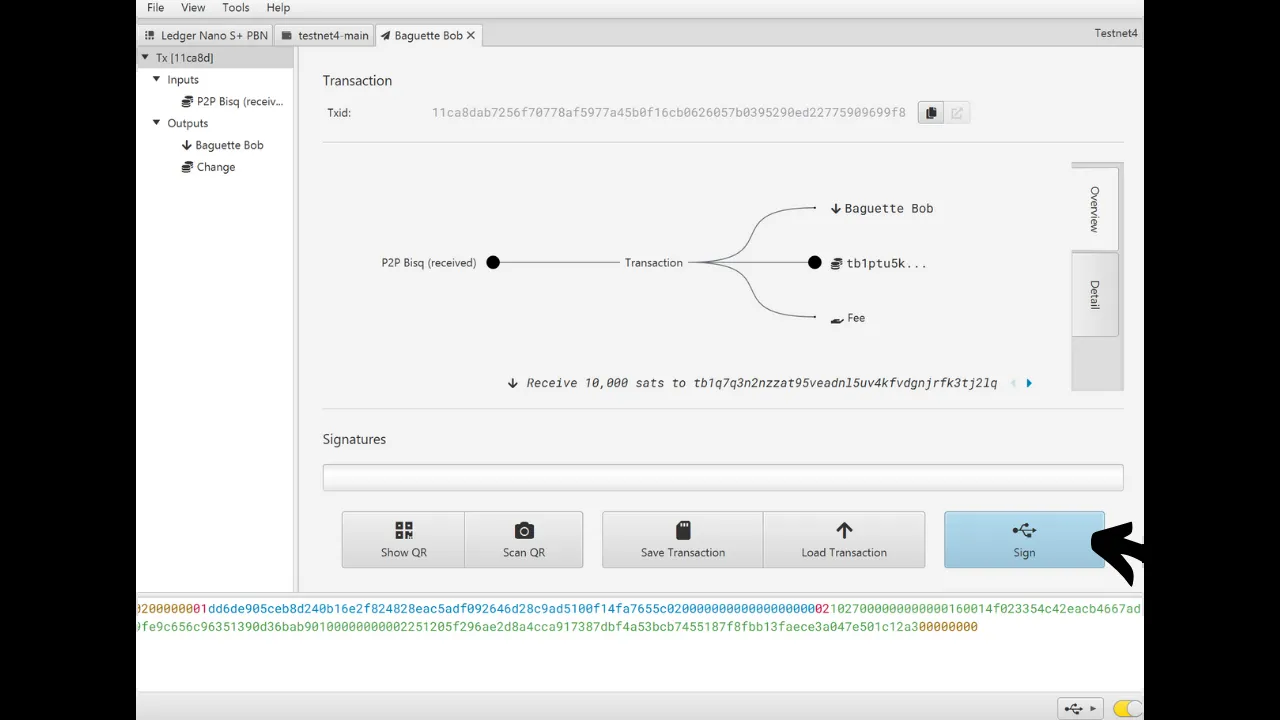 File View Tools Help
Ledger Nano S+ PBN testnet4-main Baguette Bob Testnet4
Tx [11ca8d]
Inputs
P2P Bisq (receiv...
Outputs
Baguette Bob
Change
Transaction
Txid: 11ca8dab7256f70778af5977a45b0f16cb0626057b0395290ed22775909699f8
Overview
Detail
Baguette Bob
P2P Bisq (received) Transaction tb1ptu5k...
Fee
Receive 10,000 sats to tb1q7q3n2nzzat95veadnl5uv4kfvdgnjrfk3tj2lq
Signatures
Show QR Scan QR Save Transaction Load Transaction Sign
0200000001dd6de905ceb8d240b16e2f824828eac5adf092646d28c9ad5100f14fa7655c02000000000000000000021027000000000000160014f023354c42eacb4667ad
9fe9c656c96351390d36bab90100000000002251205f296ae2d8a4cca917387dbf4a53bcb7455187f8fbb13faece3a047e501c12a300000000